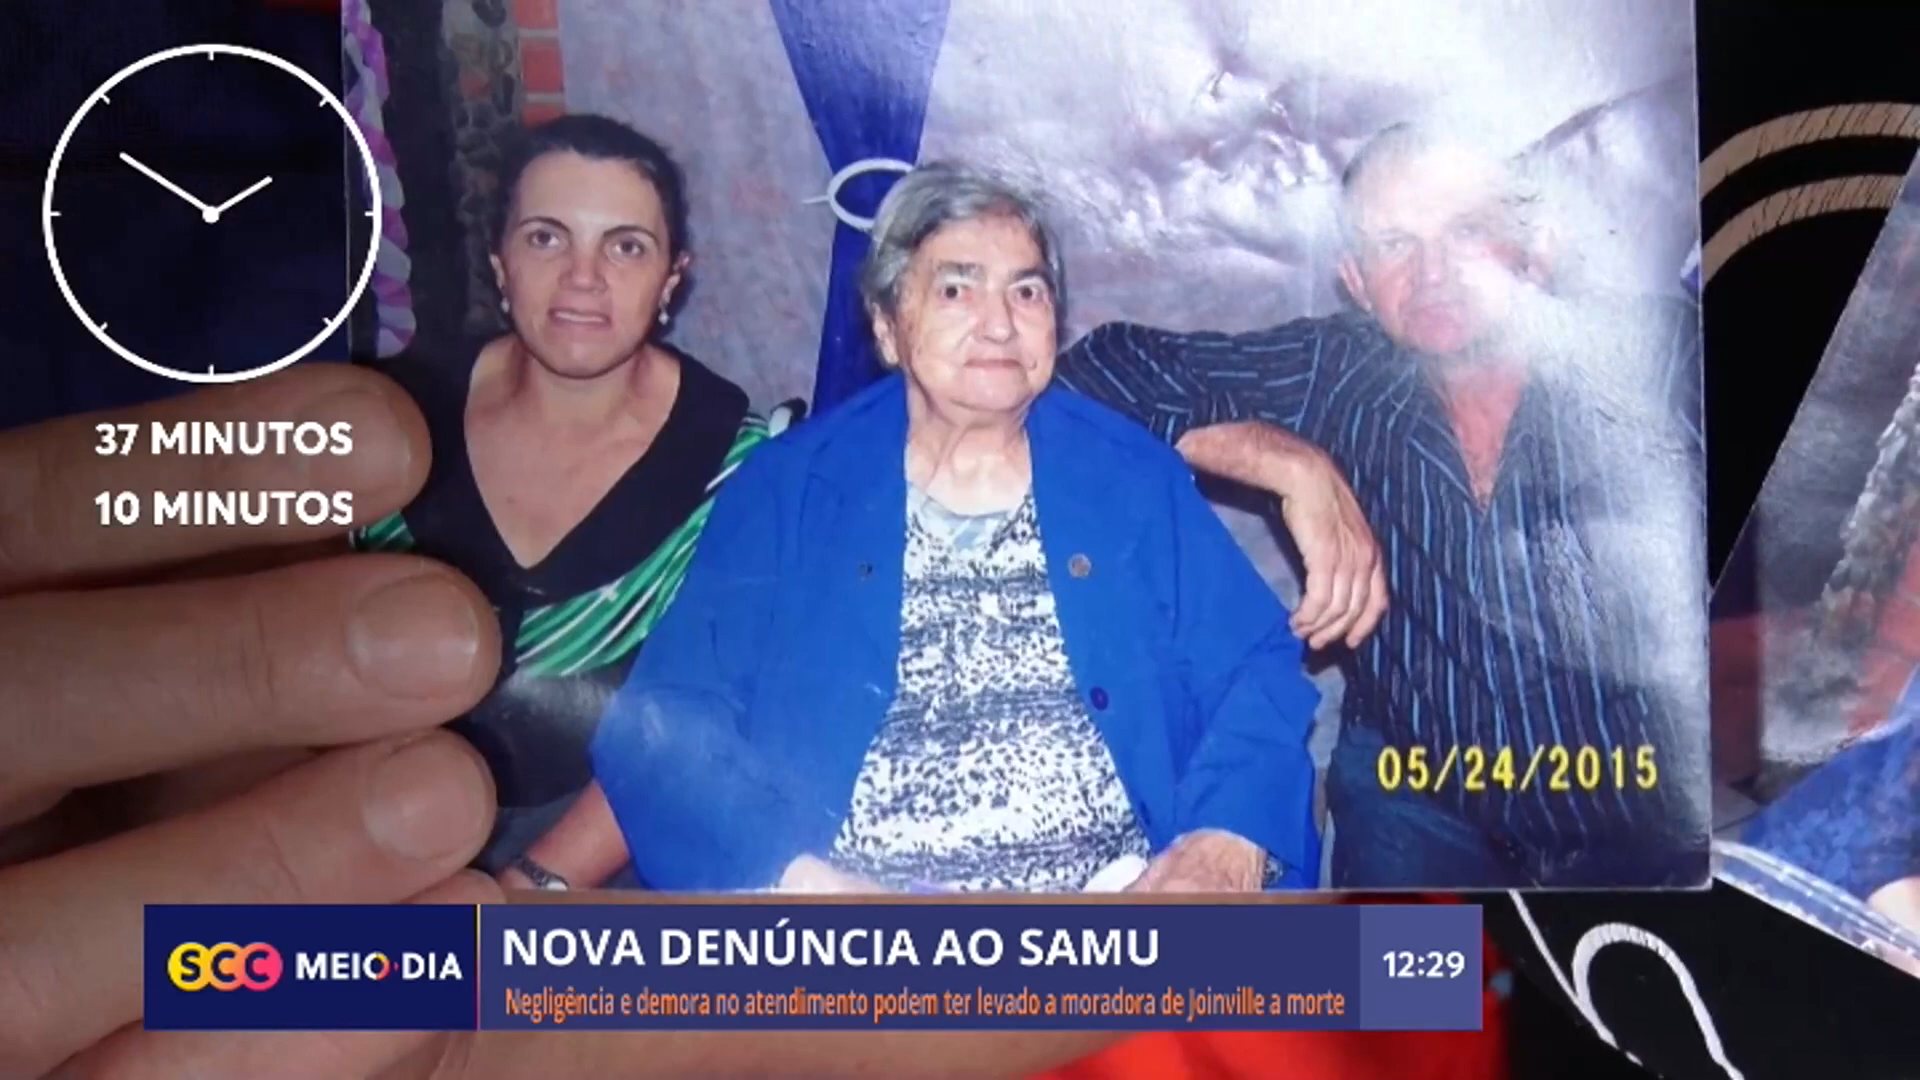 37 MINUTOS
10 MINUTOS
05/24/2015
SCC MEIO-DIA
NOVA DENÚNCIA AO SAMU
12:29
Negligência e demora no atendimento podem ter levado a moradora de Joinville a morte